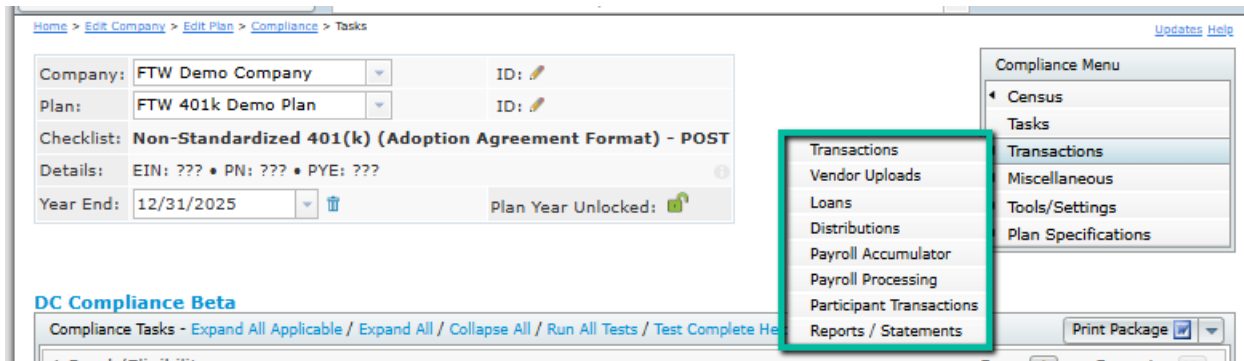 Home > Edit Company > Edit Plan > Compliance > Tasks
Updates Help
Company: FTW Demo Company ID:
Plan: FTW 401k Demo Plan ID:
Checklist: Non-Standardized 401(k) (Adoption Agreement Format) - POST
Details: EIN: ??? • PN: ??? • PYE: ???
Year End: 12/31/2025 Plan Year Unlocked:
Compliance Menu
Census
Tasks
Transactions
Miscellaneous
Tools/Settings
Plan Specifications
Transactions
Vendor Uploads
Loans
Distributions
Payroll Accumulator
Payroll Processing
Participant Transactions
Reports / Statements
DC Compliance Beta
Compliance Tasks - Expand All Applicable / Expand All / Collapse All / Run All Tests / Test Complete He
Print Package